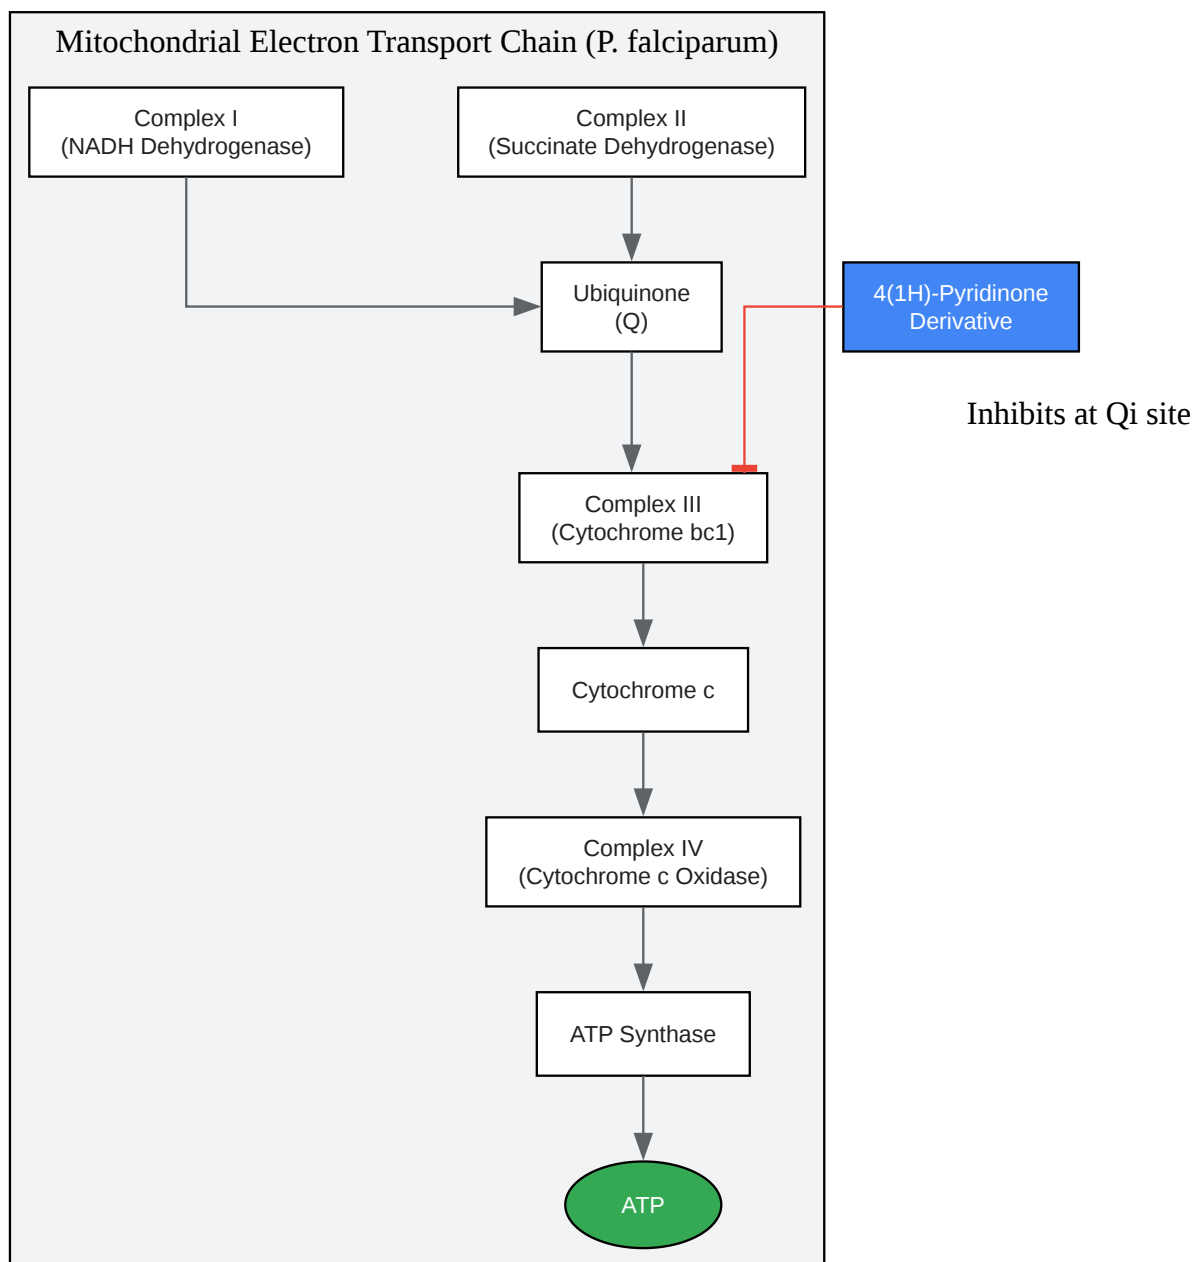 Mitochondrial Electron Transport Chain (P. falciparum)
Complex I
(NADH Dehydrogenase)
Complex II
(Succinate Dehydrogenase)
Ubiquinone
(Q)
4(1H)-Pyridinone
Derivative
Inhibits at Qi site
Complex III
(Cytochrome bc1)
Cytochrome c
Complex IV
(Cytochrome c Oxidase)
ATP Synthase
ATP